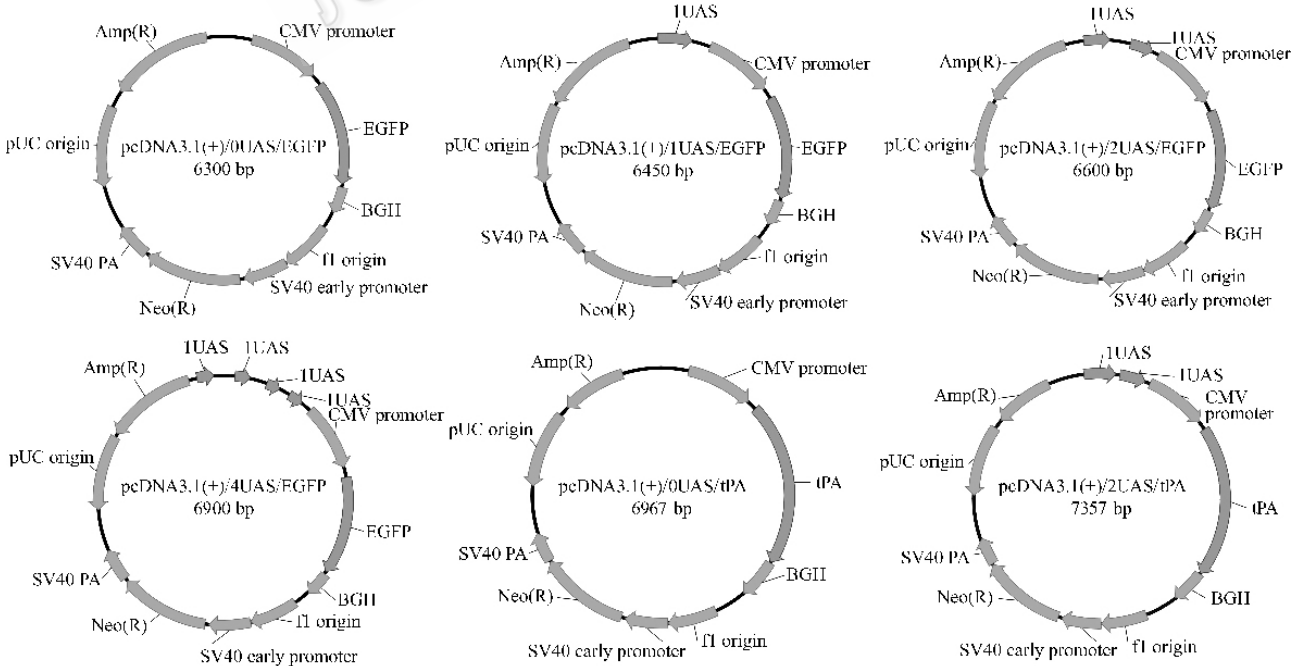 1UAS
Amp(R)
CMV promoter
EGFP
pUC origin
pcDNA3.1(+)/0UAS/EGFP
6300 bp
BGH
SV40 PA
f1 origin
SV40 early promoter
Neo(R)
Amp(R)
CMV promoter
pUC origin
pcDNA3.1(+)/1UAS/EGFP
6450 bp
EGFP
BGH
SV40 PA
f1 origin
SV40 early promoter
Neo(R)
1UAS
1UAS
CMV promoter
Amp(R)
pUC origin
pcDNA3.1(+)/2UAS/EGFP
6600 bp
EGFP
BGH
SV40 PA
f1 origin
Neo(R)
SV40 early promoter
1UAS
1UAS
1UAS
1UAS
CMV promoter
Amp(R)
pUC origin
pcDNA3.1(+)/4UAS/EGFP
6900 bp
EGFP
SV40 PA
BGH
Neo(R)
f1 origin
SV40 early promoter
Amp(R)
CMV promoter
pUC origin
pcDNA3.1(+)/0UAS/tPA
6967 bp
tPA
SV40 PA
BGH
Neo(R)
SV40 early promoter
f1 origin
1UAS
1UAS
CMV
promoter
Amp(R)
pUC origin
pcDNA3.1(+)/2UAS/tPA
7357 bp
tPA
SV40 PA
BGH
Neo(R)
SV40 early promoter
f1 origin